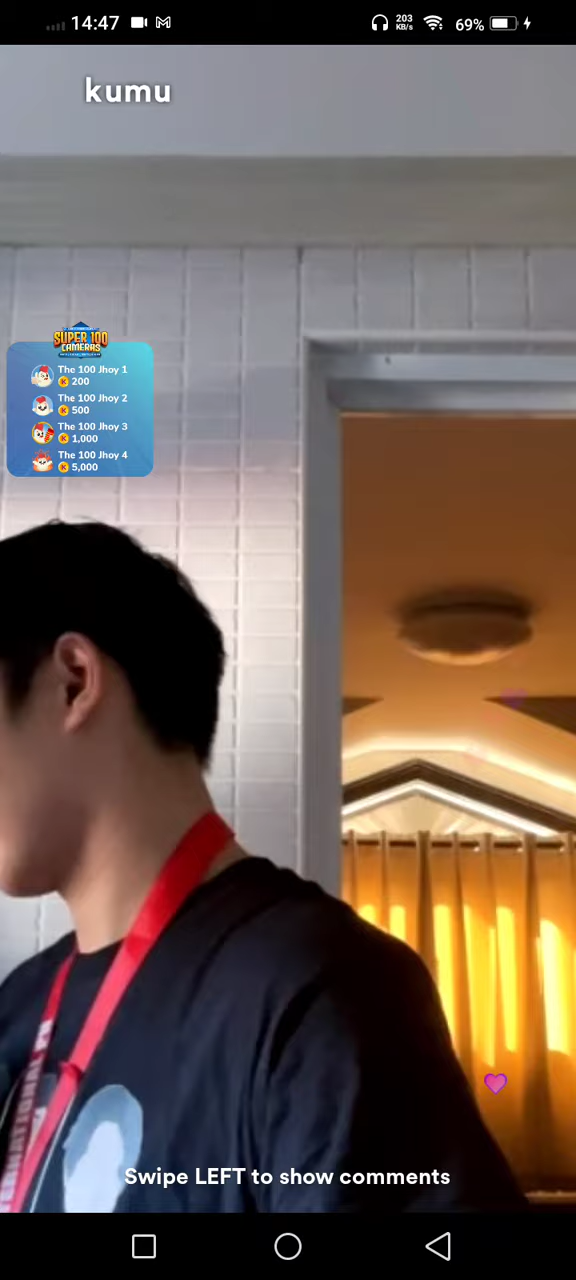 14:47
203
KB/s
69%
kumu
SUPER 100
CAMERAS
The 100 Jhoy 1
K 200
The 100 Jhoy 2
K 500
The 100 Jhoy 3
K 1,000
The 100 Jhoy 4
K 5,000
Swipe LEFT to show comments